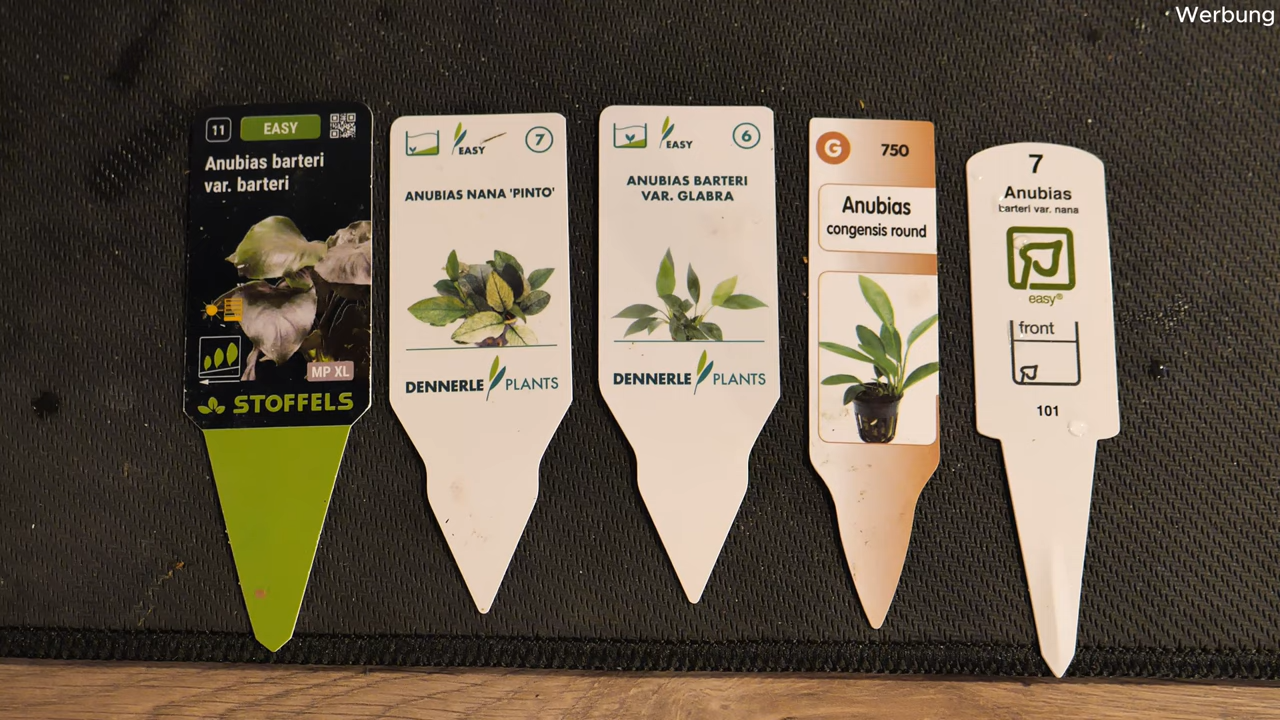 Werbung
11 EASY
Anubias barteri
var. barteri
MP XL
STOFFELS
EASY 7
ANUBIAS NANA 'PINTO'
DENNERLE PLANTS
EASY 6
ANUBIAS BARTERI
VAR. GLABRA
DENNERLE PLANTS
G 750
Anubias
congensis round
7
Anubias
barteri var. nana
easy®
front
101